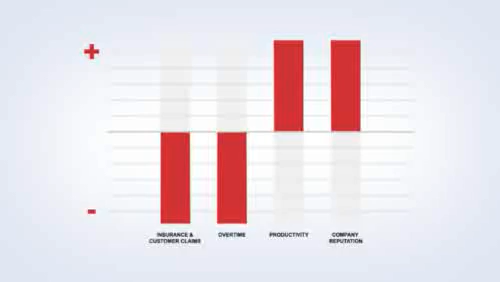 +
-
INSURANCE &
CUSTOMER CLAIMS
OVERTIME
PRODUCTIVITY
COMPANY
REPUTATION